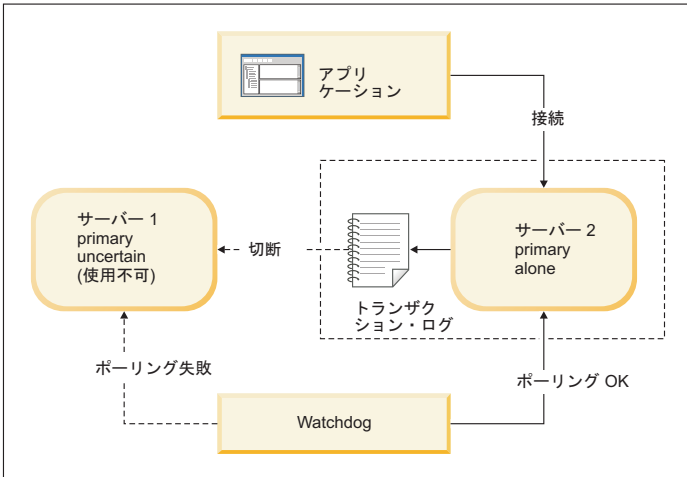 アプリ
ケーション
接続
サーバー 1
primary
uncertain
(使用不可)
切断
サーバー 2
primary
alone
トランザク
ション・ログ
ポーリング失敗
ポーリング OK
Watchdog